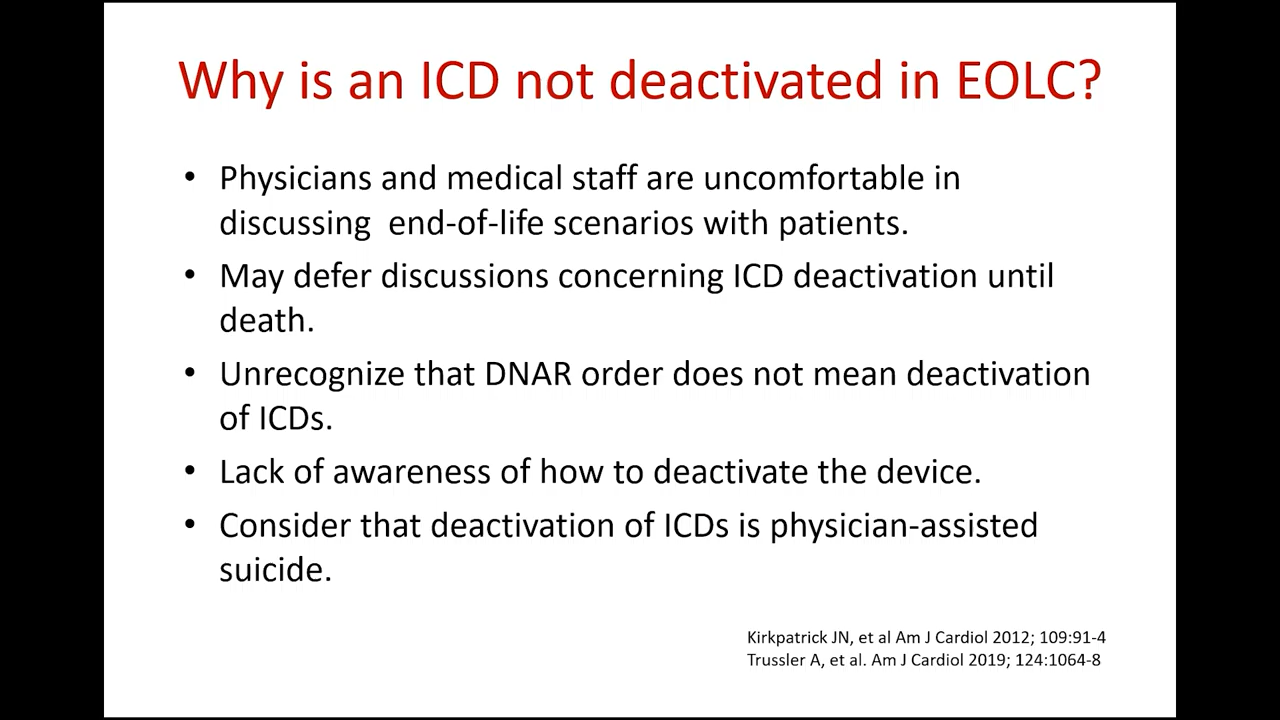 Why is an ICD not deactivated in EOLC?
• Physicians and medical staff are uncomfortable in
discussing  end-of-life scenarios with patients.
• May defer discussions concerning ICD deactivation until
death.
• Unrecognize that DNAR order does not mean deactivation
of ICDs.
• Lack of awareness of how to deactivate the device.
• Consider that deactivation of ICDs is physician-assisted
suicide.
Kirkpatrick JN, et al Am J Cardiol 2012; 109:91-4
Trussler A, et al. Am J Cardiol 2019; 124:1064-8